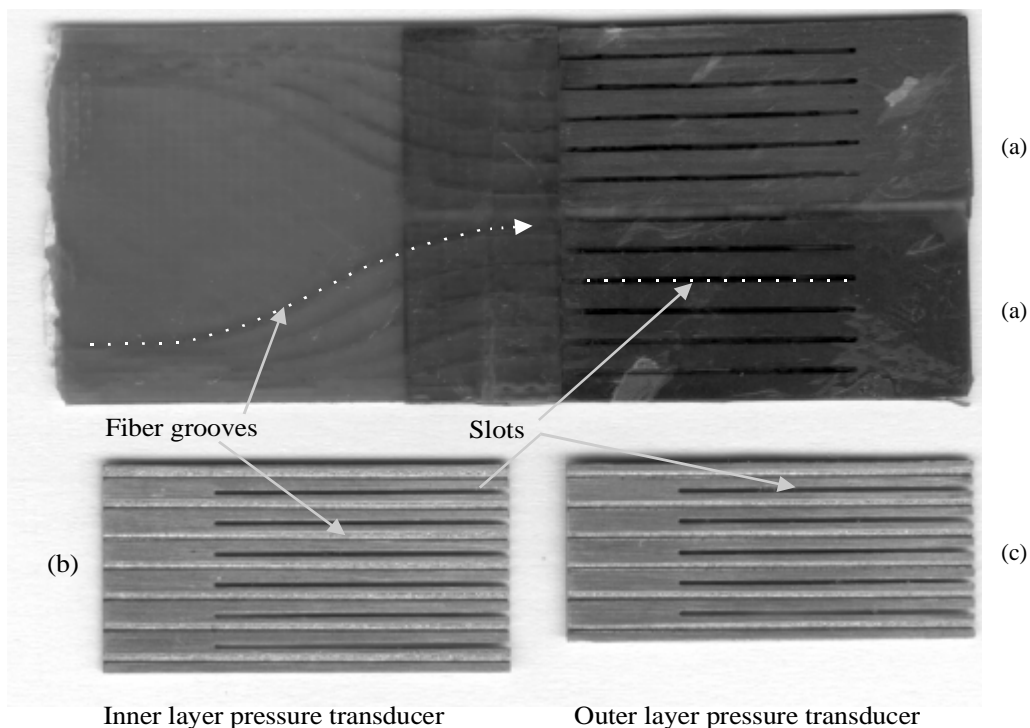 (a)
(a)
Fiber grooves
Slots
(b)
(c)
Inner layer pressure transducer
Outer layer pressure transducer